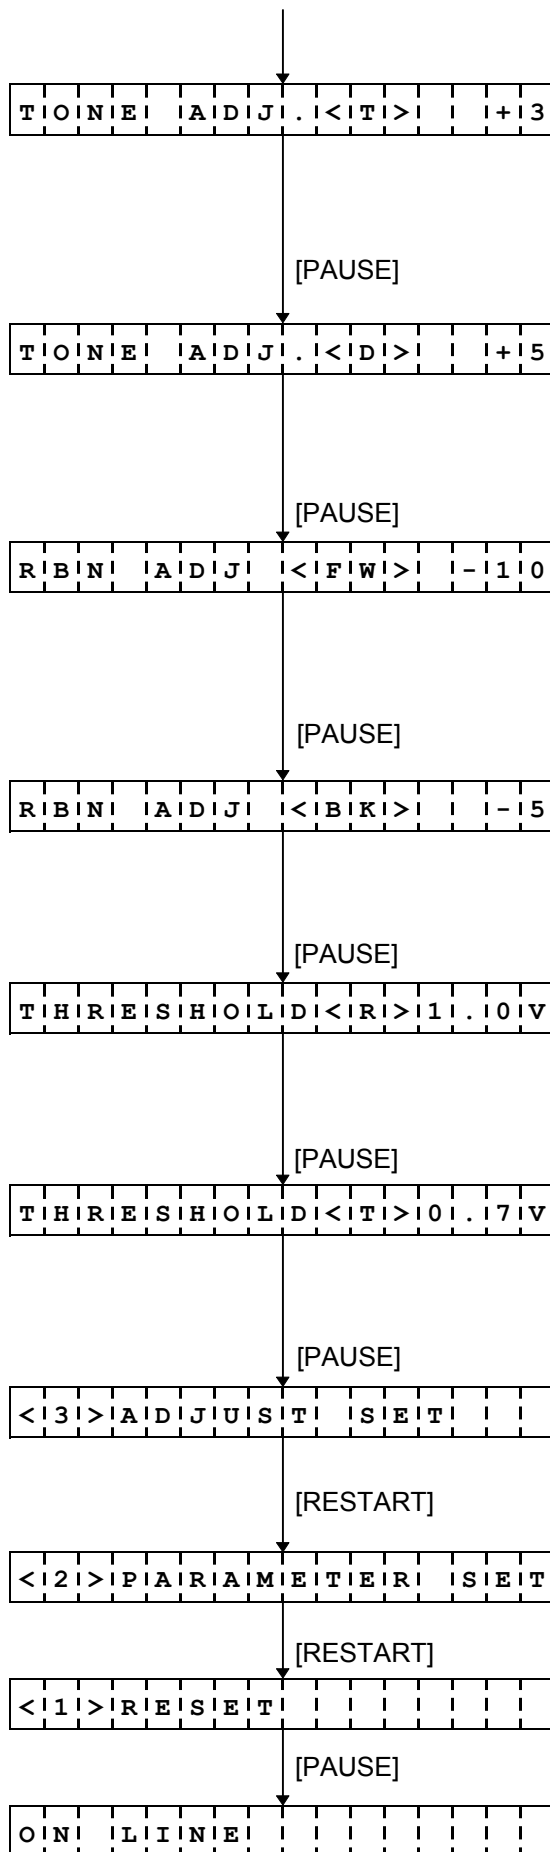 TONE ADJ.<T>  +3
[PAUSE]
TONE ADJ.<D>  +5
[PAUSE]
RBN ADJ <FW> -10
[PAUSE]
RBN ADJ <BK>  -5
[PAUSE]
THRESHOLD<R>1.0V
[PAUSE]
THRESHOLD<T>0.7V
[PAUSE]
<3>ADJUST SET
[RESTART]
<2>PARAMETER SET
[RESTART]
<1>RESET
[PAUSE]
ON LINE